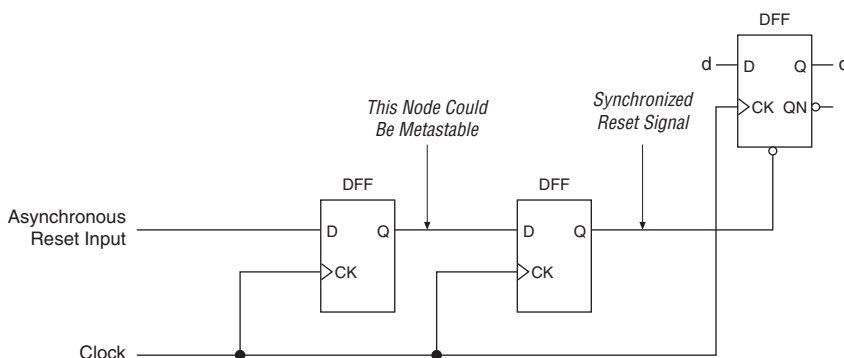 DFF
d
D
Q
d
CK
QN
This Node Could
Be Metastable
Synchronized
Reset Signal
DFF
DFF
Asynchronous
Reset Input
D
Q
D
Q
CK
CK
Clock